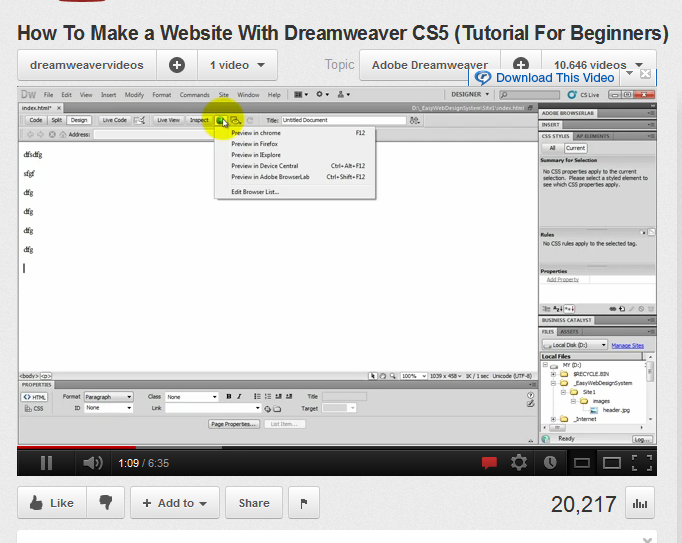 How To Make a Website With Dreamweaver CS5 (Tutorial For Beginners)
dreamweavervideos 1 video Topic Adobe Dreamweaver 10,646 videos
Download This Video
DW File Edit View Insert Modify Format Commands Site Window Help DESIGNER CS Live
index.html* D:\_EasyWebDesignSystem\Site1\index.html
Code Split Design Live Code Live View Inspect Title: Untitled Document
Address:
Preview in chrome F12
Preview in Firefox
Preview in IExplore
Preview in Device Central Ctrl+Alt+F12
Preview in Adobe BrowserLab Ctrl+Shift+F12
Edit Browser List...
dfsdfg
sfgf
dfg
dfg
dfg
dfg
ADOBE BROWSERLAB
INSERT
CSS STYLES AP ELEMENTS
All Current
Summary for Selection
No CSS properties apply to the
current selection. Please
select a styled element to
see which CSS properties apply.
Rules
No CSS rules apply to the selected tag.
Properties
Add Property
BUSINESS CATALYST
FILES ASSETS
Local Disk (D:) Manage Sites
Local Files
MY (D:)
$RECYCLE.BIN
_EasyWebDesignSystem
Site1
images
header.jpg
_Internet
Ready Log...
<body> <p> 100% 1039 x 458 1K / 1 sec Unicode (UTF-8)
PROPERTIES
HTML Format Paragraph Class None B I Title
CSS ID None Link Target
Page Properties... List Item...
1:09 / 6:35
Like Add to Share 20,217